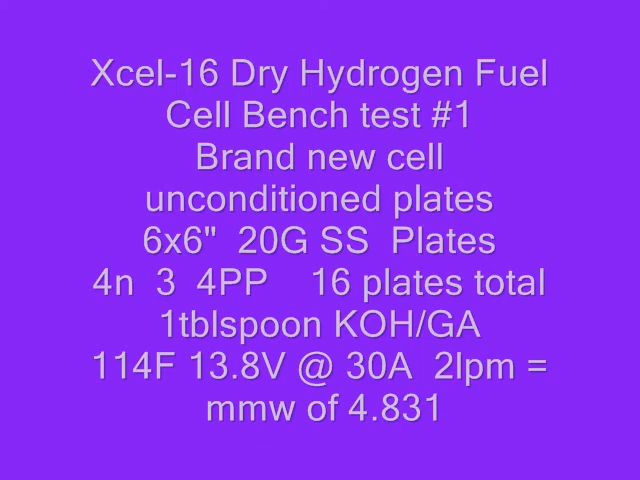 Xcel-16 Dry Hydrogen Fuel
Cell Bench test #1
Brand new cell
unconditioned plates
6x6"  20G SS  Plates
4n  3  4PP    16 plates total
1tblspoon KOH/GA
114F 13.8V @ 30A  2lpm =
mmw of 4.831